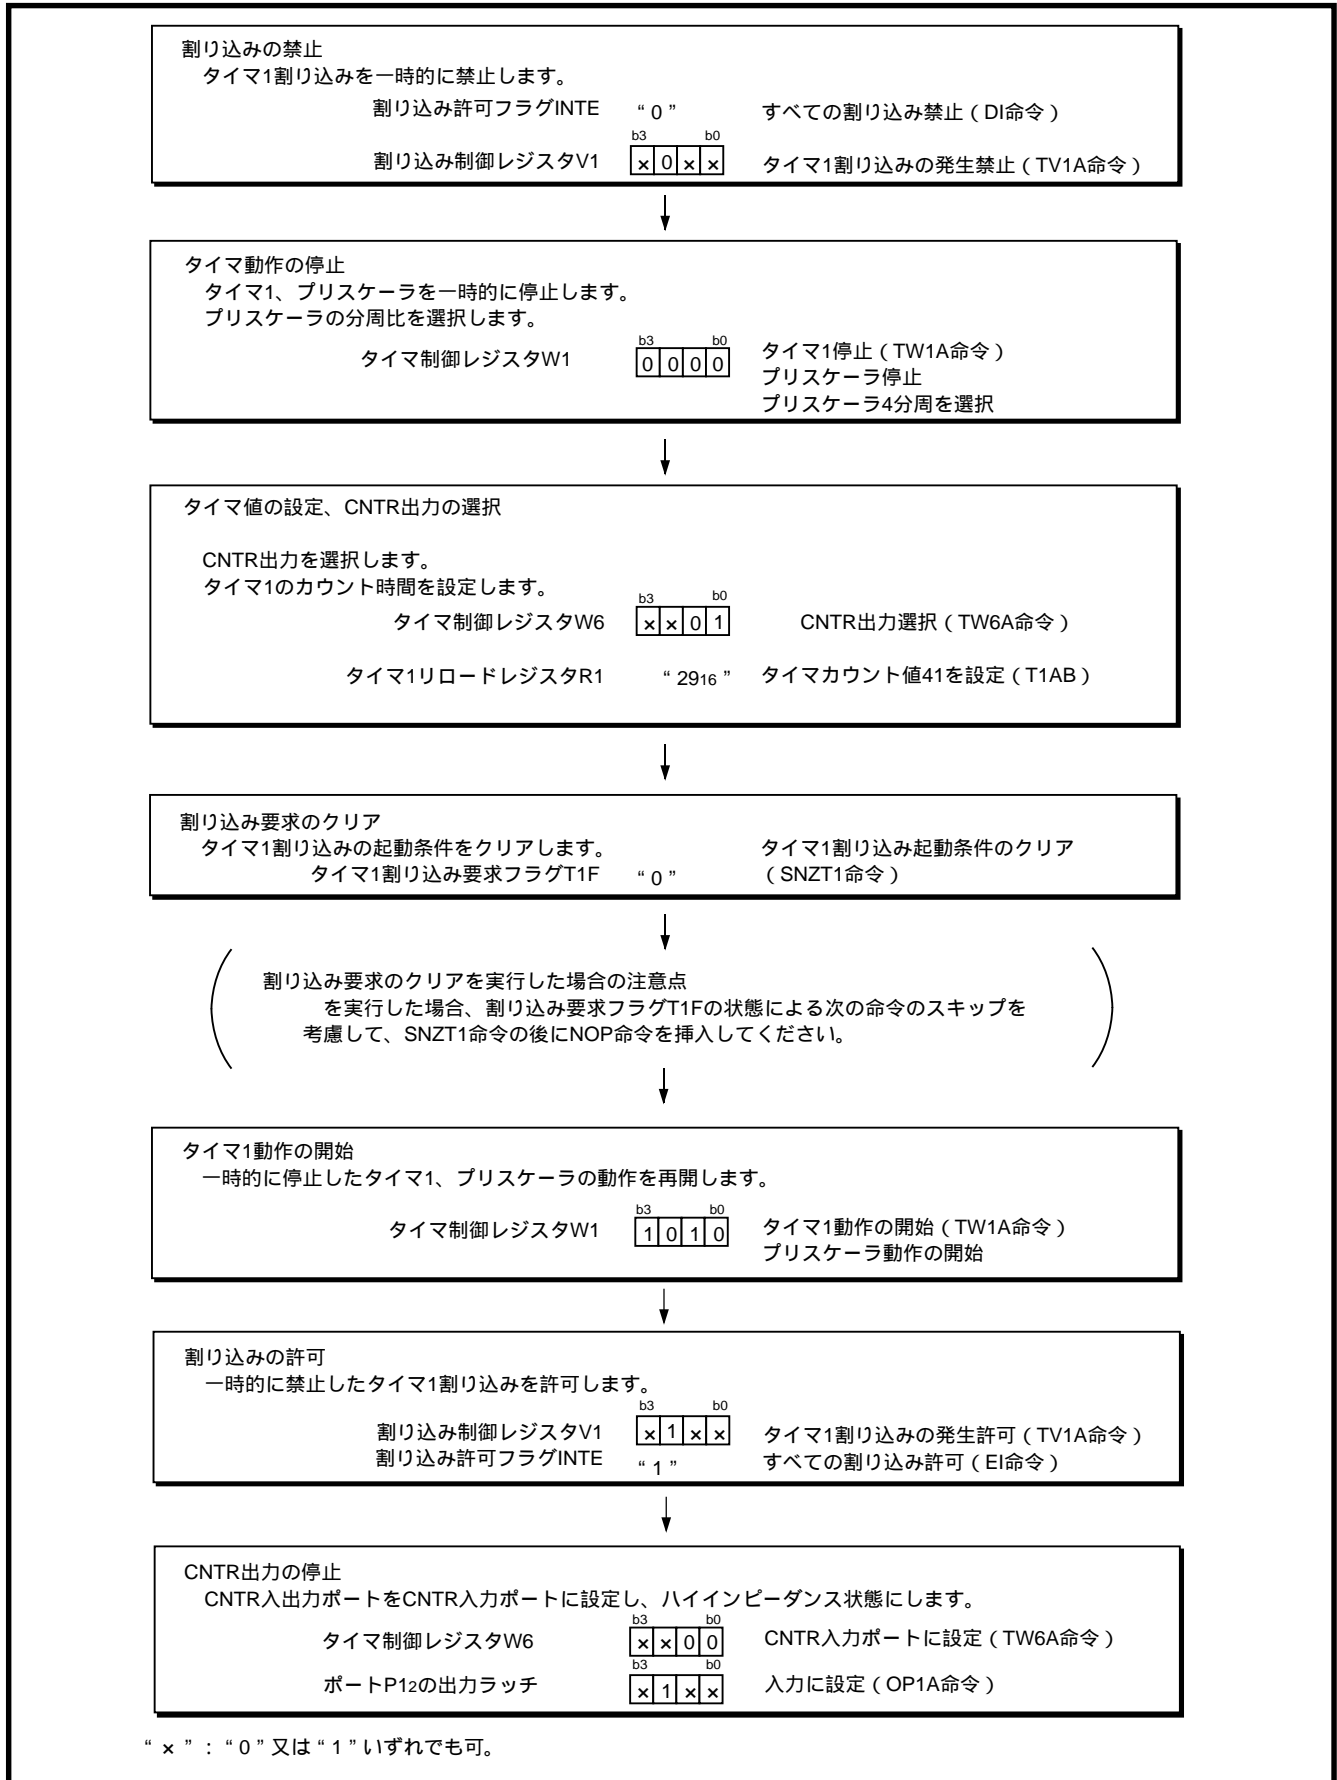 割り込みの禁止
タイマ1割り込みを一時的に禁止します。
割り込み許可フラグINTE “ 0 ” すべての割り込み禁止 ( DI命令 )
b3 b0
割り込み制御レジスタV1 × 0 × × タイマ1割り込みの発生禁止 ( TV1A命令 )
タイマ動作の停止
タイマ1、プリスケーラを一時的に停止します。
プリスケーラの分周比を選択します。
b3 b0
タイマ制御レジスタW1 0 0 0 0 タイマ1停止 ( TW1A命令 )
プリスケーラ停止
プリスケーラ4分周を選択
タイマ値の設定、CNTR出力の選択
CNTR出力を選択します。
タイマ1のカウント時間を設定します。
b3 b0
タイマ制御レジスタW6 × × 0 1 CNTR出力選択 ( TW6A命令 )
タイマ1リロードレジスタR1 “ 2916 ” タイマカウント値41を設定 ( T1AB )
割り込み要求のクリア
タイマ1割り込みの起動条件をクリアします。 タイマ1割り込み起動条件のクリア
タイマ1割り込み要求フラグT1F “ 0 ” ( SNZT1命令 )
割り込み要求のクリアを実行した場合の注意点
を実行した場合、割り込み要求フラグT1Fの状態による次の命令のスキップを
考慮して、SNZT1命令の後にNOP命令を挿入してください。
タイマ1動作の開始
一時的に停止したタイマ1、プリスケーラの動作を再開します。
b3 b0
タイマ制御レジスタW1 1 0 1 0 タイマ1動作の開始 ( TW1A命令 )
プリスケーラ動作の開始
割り込みの許可
一時的に禁止したタイマ1割り込みを許可します。
b3 b0
割り込み制御レジスタV1 × 1 × × タイマ1割り込みの発生許可 ( TV1A命令 )
割り込み許可フラグINTE “ 1 ” すべての割り込み許可 ( EI命令 )
CNTR出力の停止
CNTR入出力ポートをCNTR入力ポートに設定し、ハイインピーダンス状態にします。
b3 b0
タイマ制御レジスタW6 × × 0 0 CNTR入力ポートに設定 ( TW6A命令 )
b3 b0
ポートP12の出力ラッチ × 1 × × 入力に設定 ( OP1A命令 )
“ × ” : “ 0 ” 又は “ 1 ” いずれでも可。